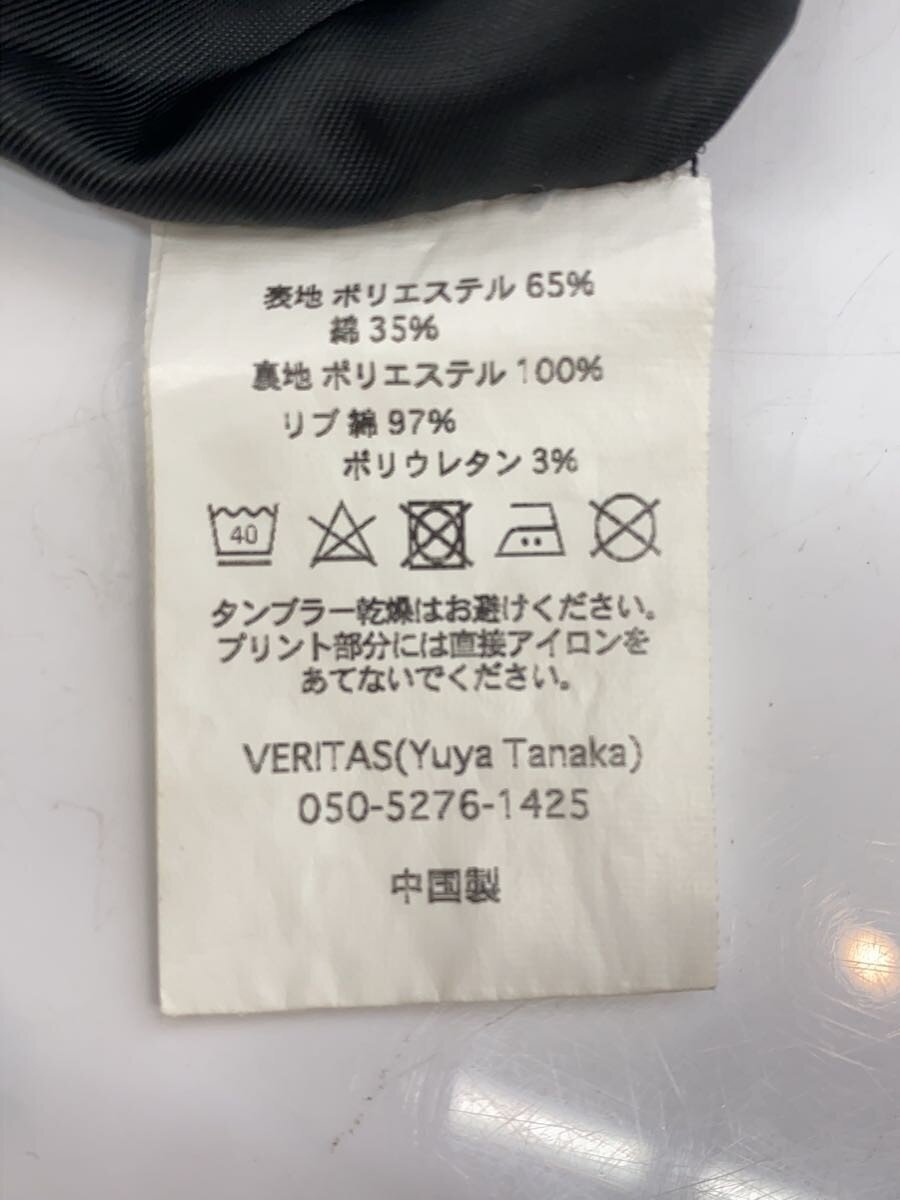 表地 ポリエステル 65%
綿 35%
裏地 ポリエステル 100%
リブ 綿 97%
ポリウレタン 3%
40
タンブラー乾燥はお避けください。
プリント部分には直接アイロンを
あてないでください。
VERITAS(Yuya Tanaka)
050-5276-1425
中国製